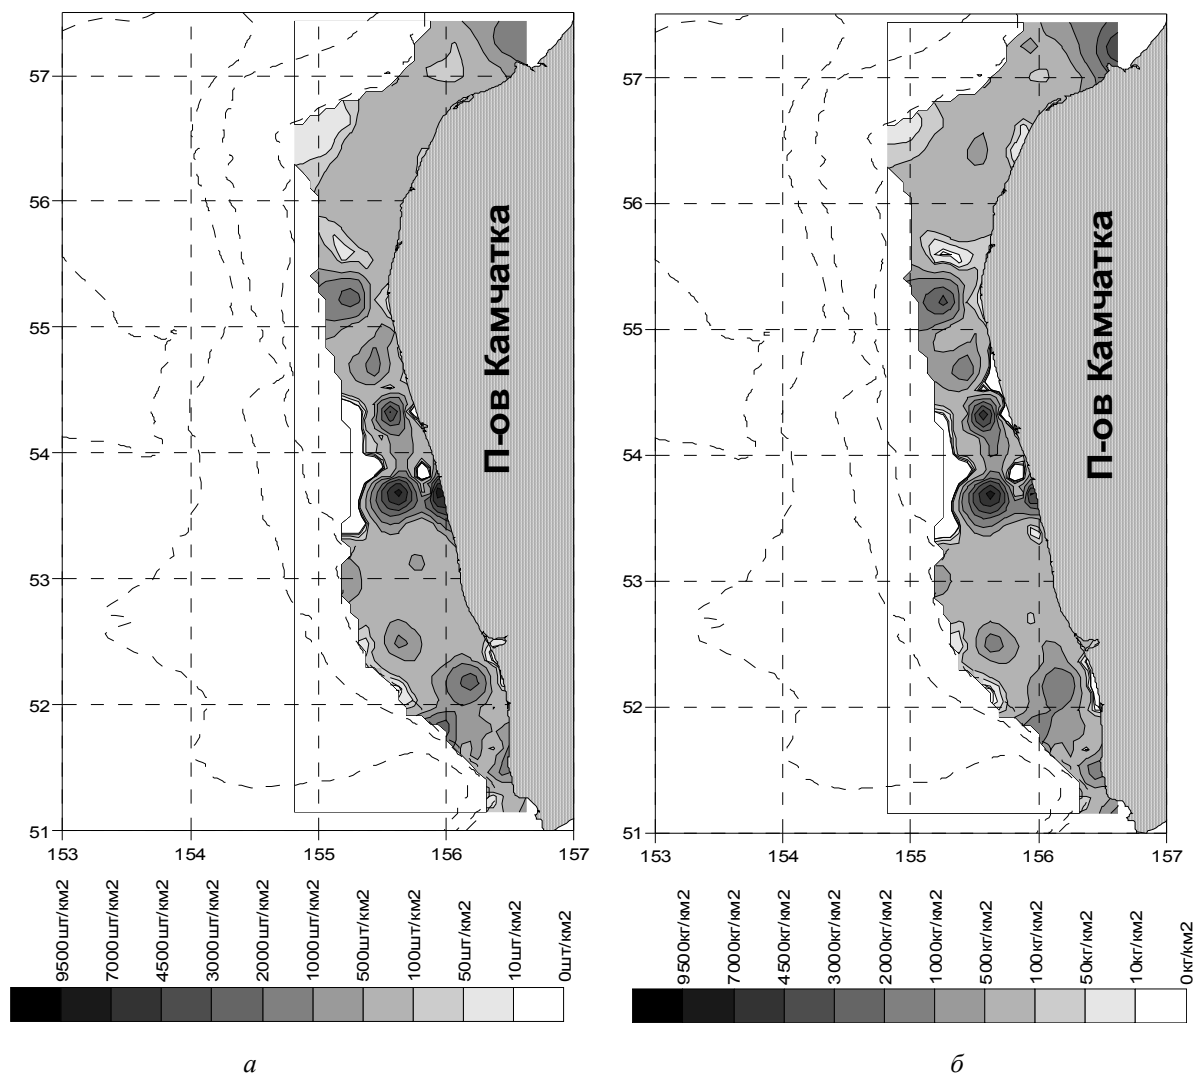 57
56
55
54
53
52
51
153 154 155 156 157
П-ов Камчатка
9500шт/км2
7000шт/км2
4500шт/км2
3000шт/км2
2000шт/км2
1000шт/км2
500шт/км2
100шт/км2
50шт/км2
10шт/км2
0шт/км2
а
57
56
55
54
53
52
51
153 154 155 156 157
П-ов Камчатка
9500кг/км2
700кг/км2
4500кг/км2
3000кг/км2
2000кг/км2
1000кг/км2
500кг/км2
100кг/км2
50кг/км2
10кг/км2
0кг/км2
б